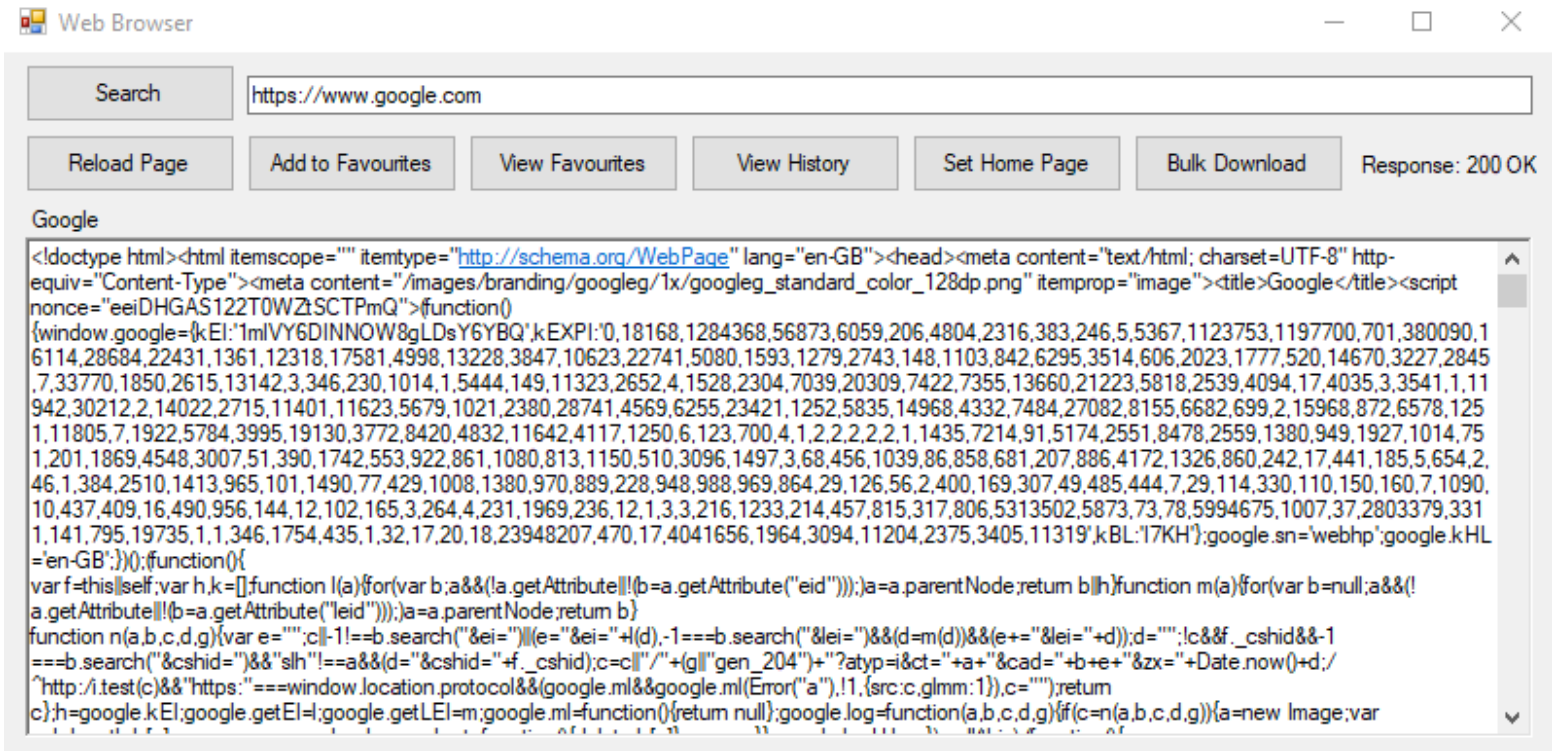 Web Browser
Search
https://www.google.com
Reload Page
Add to Favourites
View Favourites
View History
Set Home Page
Bulk Download
Response: 200 OK
Google
<!doctype html><html itemscope="" itemtype="http://schema.org/WebPage" lang="en-GB"><head><meta content="text/html; charset=UTF-8" http-
equiv="Content-Type"><meta content="/images/branding/googleg/1x/googleg_standard_color_128dp.png" itemprop="image"><title>Google</title><script
nonce="eeiDHGAS122T0WZtSCTPmQ">(function()
{window.google={kEI:'1mlVY6DINNOW8gLDsY6YBQ',kEXPI:'0,18168,1284368,56873,6059,206,4804,2316,383,246,5,5367,1123753,1197700,701,380090,1
6114,28684,22431,1361,12318,17581,4998,13228,3847,10623,22741,5080,1593,1279,2743,148,1103,842,6295,3514,606,2023,1777,520,14670,3227,2845
,7,33770,1850,2615,13142,3,346,230,1014,1,5444,149,11323,2652,4,1528,2304,7039,20309,7422,7355,13660,21223,5818,2539,4094,17,4035,3,3541,1,11
942,30212,2,14022,2715,11401,11623,5679,1021,2380,28741,4569,6255,23421,1252,5835,14968,4332,7484,27082,8155,6682,699,2,15968,872,6578,125
1,11805,7,1922,5784,3995,19130,3772,8420,4832,11642,4117,1250,6,123,700,4,1,2,2,2,2,2,1,1435,7214,91,5174,2551,8478,2559,1380,949,1927,1014,75
1,201,1869,4548,3007,51,390,1742,553,922,861,1080,813,1150,510,3096,1497,3,68,456,1039,86,858,681,207,886,4172,1326,860,242,17,441,185,5,654,2,
46,1,384,2510,1413,965,101,1490,77,429,1008,1380,970,889,228,948,988,969,864,29,126,56,2,400,169,307,49,485,444,7,29,114,330,110,150,160,7,1090,
10,437,409,16,490,956,144,12,102,165,3,264,4,231,1969,236,12,1,3,3,216,1233,214,457,815,317,806,5313502,5873,73,78,5994675,1007,37,2803379,331
1,141,795,19735,1,1,346,1754,435,1,32,17,20,18,23948207,470,17,4041656,1964,3094,11204,2375,3405,11319',kBL:'I7KH'};google.sn='webhp';google.kHL
='en-GB';})();(function(){
var f=this||self;var h,k=[];function l(a){for(var b;a&&(!a.getAttribute||!(b=a.getAttribute("eid")));)a=a.parentNode;return b||h}function m(a){for(var b=null;a&&(!
a.getAttribute||!(b=a.getAttribute("leid")));)a=a.parentNode;return b}
function n(a,b,c,d,g){var e="";c||-1!==b.search("&ei=")||(e="&ei="+l(d),-1===b.search("&lei=")&&(d=m(d))&&(e+="&lei="+d));d="";!c&&f._cshid&&-1
===b.search("&cshid=")&&"slh"!==a&&(d="&cshid="+f._cshid);c=c||"/"+(g||"gen_204")+"?atyp=i&ct="+a+"&cad="+b+e+"&zx="+Date.now()+d;/
^http:/i.test(c)&&"https:"===window.location.protocol&&(google.ml&&google.ml(Error("a"),!1,{src:c,glmm:1}),c="");return
c};h=google.kEI;google.getEI=l;google.getLEI=m;google.ml=function(){return null};google.log=function(a,b,c,d,g){if(c=n(a,b,c,d,g)){a=new Image;var